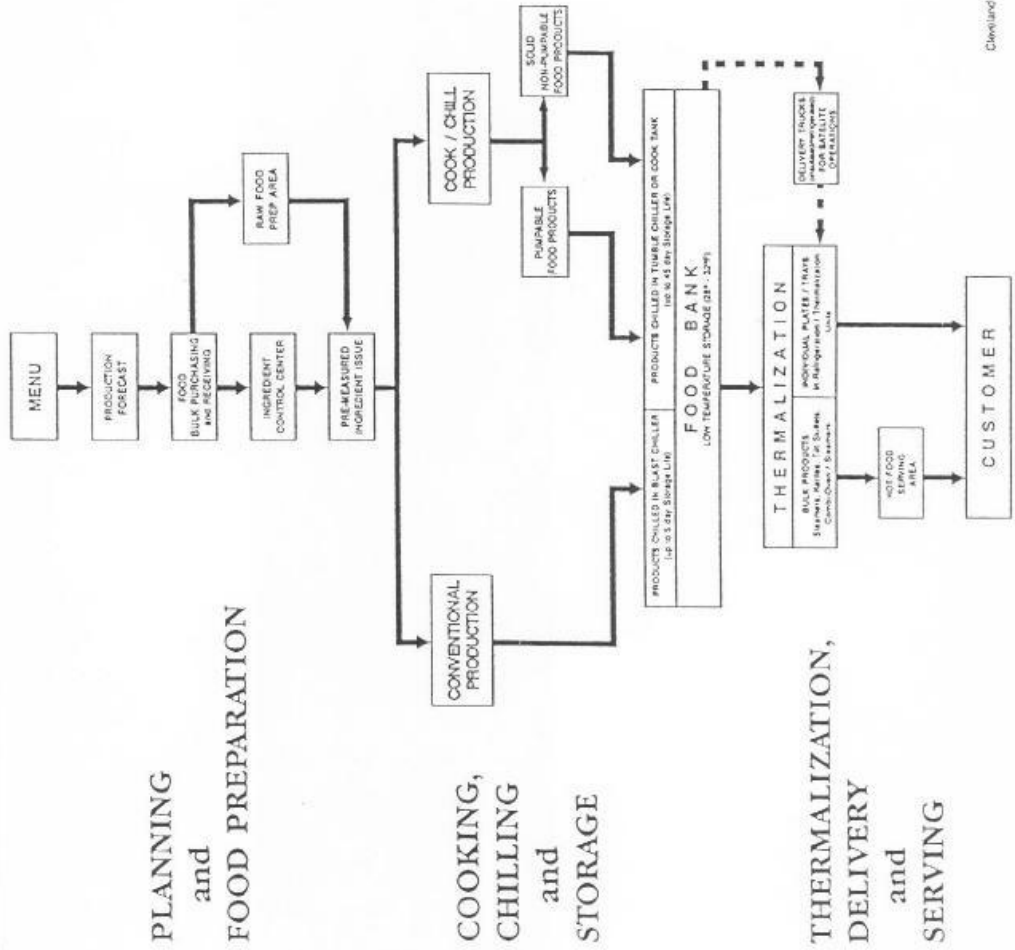 PLANNING
and
FOOD PREPARATION
MENU
PRODUCTION
FORECAST
FOOD
BULK PURCHASING
and RECEIVING
RAW FOOD
PREP AREA
INGREDIENT
CONTROL CENTER
PRE-MEASURED
INGREDIENT ISSUE
COOKING,
CHILLING
and
STORAGE
CONVENTIONAL
PRODUCTION
COOK / CHILL
PRODUCTION
PUMPABLE
FOOD PRODUCTS
SOLID
NON-PUMPABLE
FOOD PRODUCTS
PRODUCTS CHILLED IN BLAST CHILLER
(up to 5 day Storage Life)
PRODUCTS CHILLED IN TUMBLE CHILLER OR COOK TANK
(up to 45 day Storage Life)
FOOD BANK
LOW TEMPERATURE STORAGE (28° - 32°F)
THERMALIZATION,
DELIVERY
and
SERVING
THERMALIZATION
BULK PRODUCTS
Steamers, Kettles, Tilt Skillets,
Combi-Oven / Steamers
INDIVIDUAL PLATES / TRAYS
in Refrigeration / Thermalization
Units
DELIVERY TRUCKS
FOR SATELITE
OPERATIONS
HOT FOOD
SERVING
AREA
CUSTOMER
Cleveland